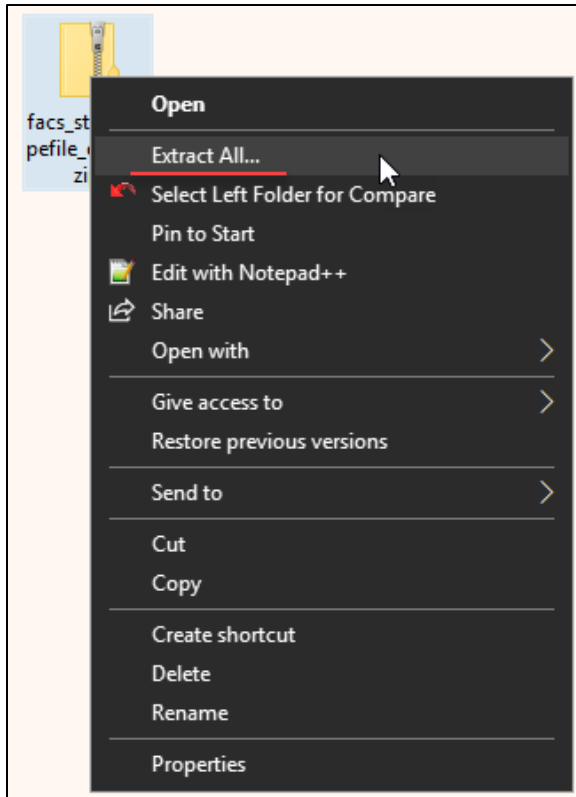 facs_st
pefile_
zi
Open
Extract All...
Select Left Folder for Compare
Pin to Start
Edit with Notepad++
Share
Open with
Give access to
Restore previous versions
Send to
Cut
Copy
Create shortcut
Delete
Rename
Properties